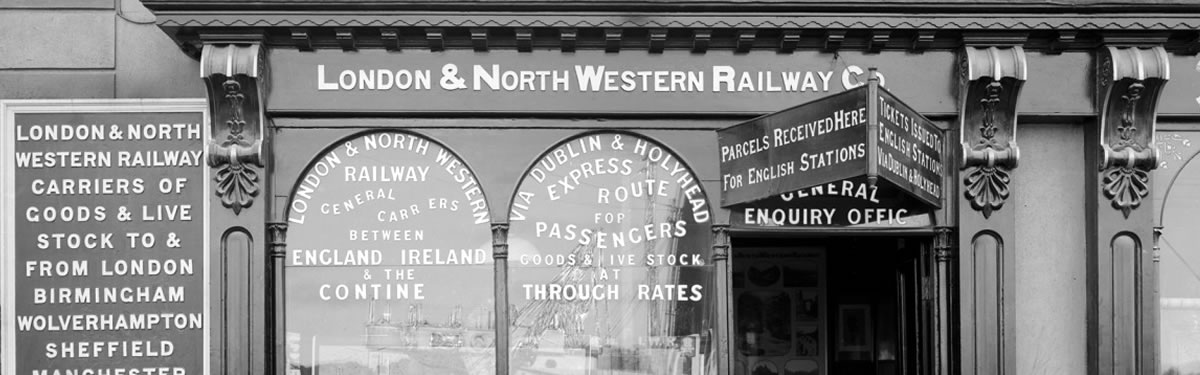 LONDON & NORTH WESTERN RAILWAY CO.
LONDON & NORTH
WESTERN RAILWAY
CARRIERS OF
GOODS & LIVE
STOCK TO &
FROM LONDON
BIRMINGHAM
WOLVERHAMPTON
SHEFFIELD
MANCHESTER
LONDON & NORTH WESTERN
RAILWAY
GENERAL
CARR ERS
BETWEEN
ENGLAND IRELAND
& THE
CONTINE
VIA DUBLIN & HOLYHEAD
EXPRESS
ROUTE
FOR
PASSENGERS
GOODS & LIVE STOCK
AT
THROUGH RATES
PARCELS RECEIVED HERE
FOR ENGLISH STATIONS
TICKETS ISSUED TO
ENGLISH STATIONS
VIA DUBLIN & HOLYHEAD
GENERAL
ENQUIRY OFFIC